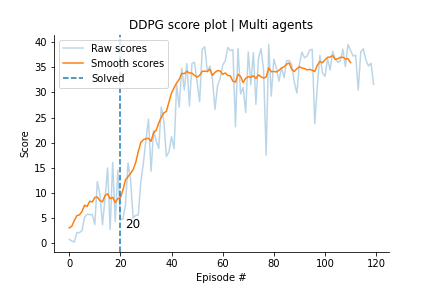 DDPG score plot | Multi agents
Raw scores
Smooth scores
Solved
Score
40
35
30
25
20
15
10
5
0
20
0
20
40
60
80
100
120
Episode #